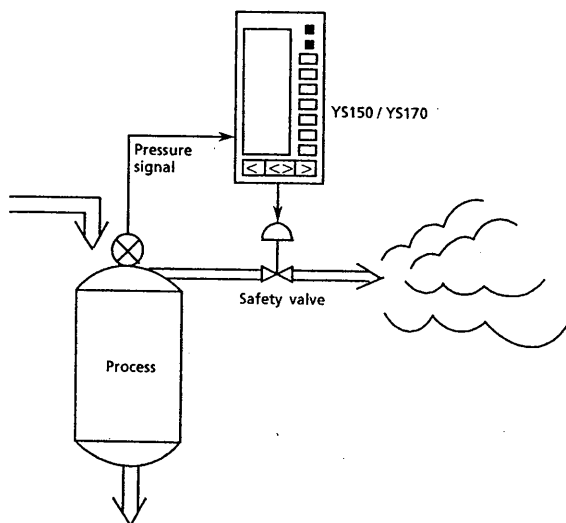 YS150 / YS170
Pressure
signal
< <> >
Safety valve
Process